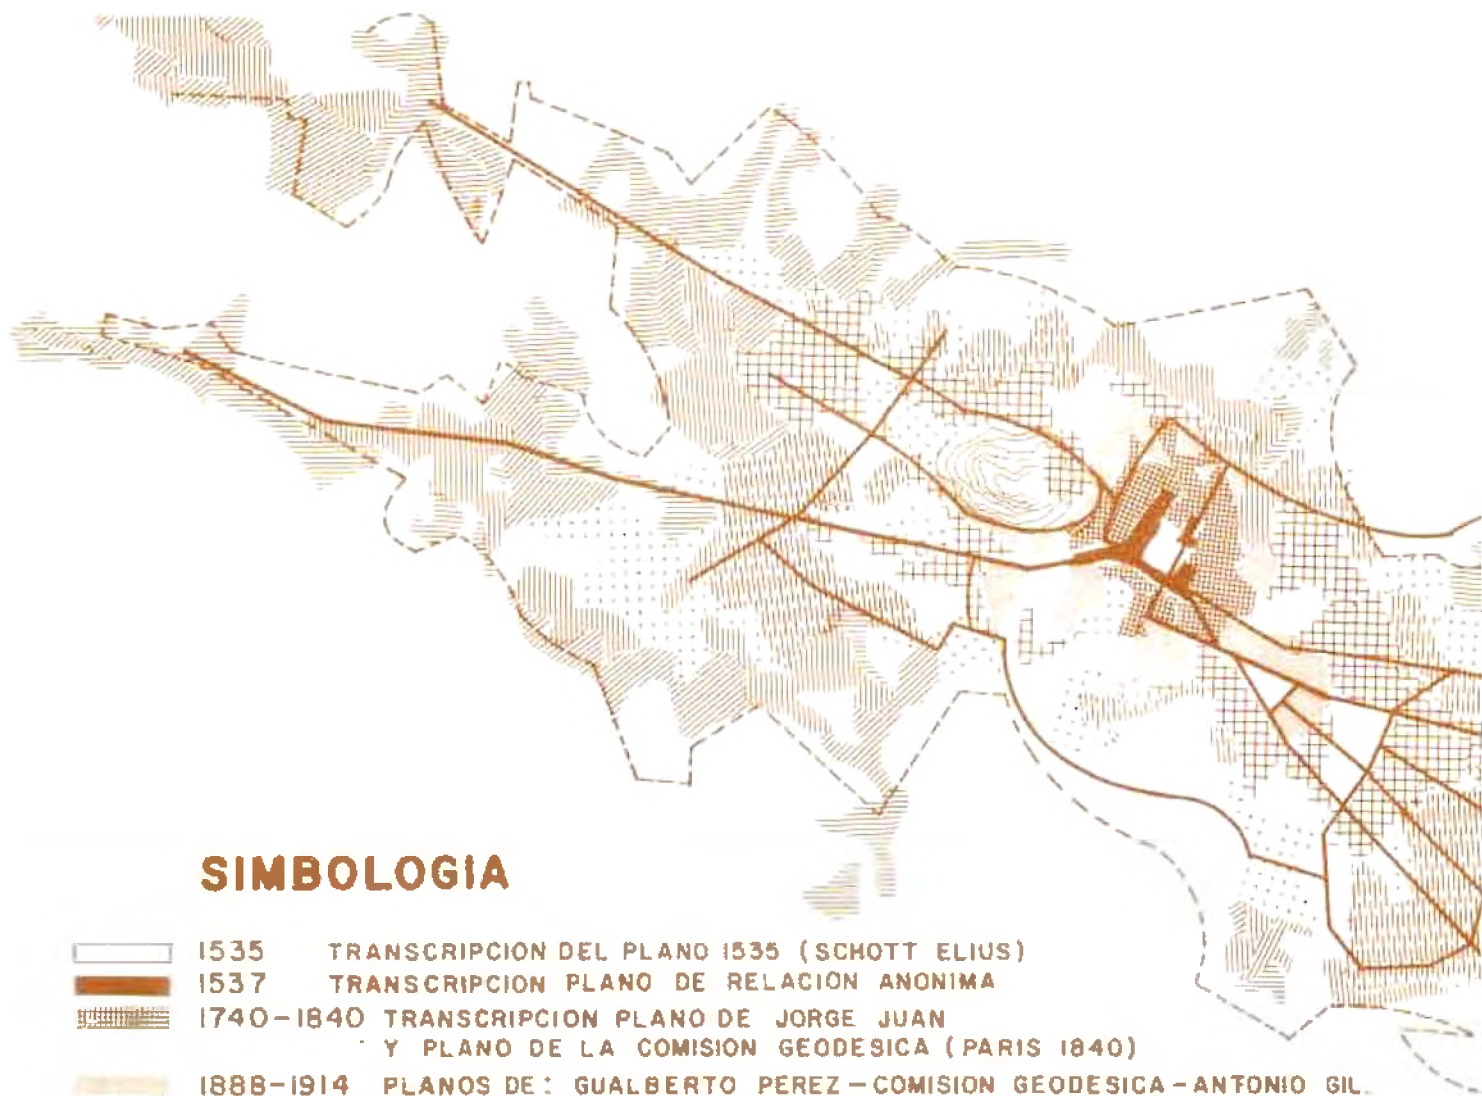 SIMBOLOGIA
1535 TRANSCRIPCION DEL PLANO 1535 (SCHOTT ELIUS)
1537 TRANSCRIPCION PLANO DE RELACION ANONIMA
1740-1840 TRANSCRIPCION PLANO DE JORGE JUAN
Y PLANO DE LA COMISION GEODESICA (PARIS 1840)
1888-1914 PLANOS DE: GUALBERTO PEREZ-COMISION GEODESICA-ANTONIO GIL.